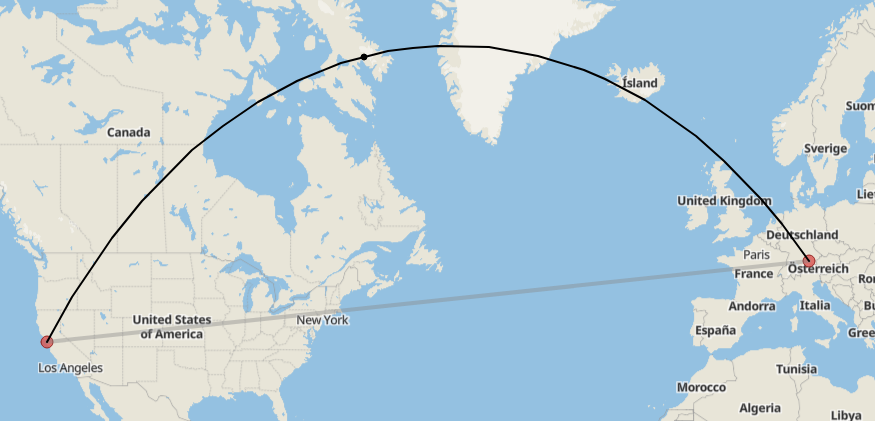 Ísland
Suom
Canada
Sverige
Liet
United Kingdom
Deutschland
Paris
Österreich
France
Ro
Andorra
Italia
Bu
United States
of America
New York
España
Gree
Los Angeles
Tunisia
Morocco
Algeria
Libya